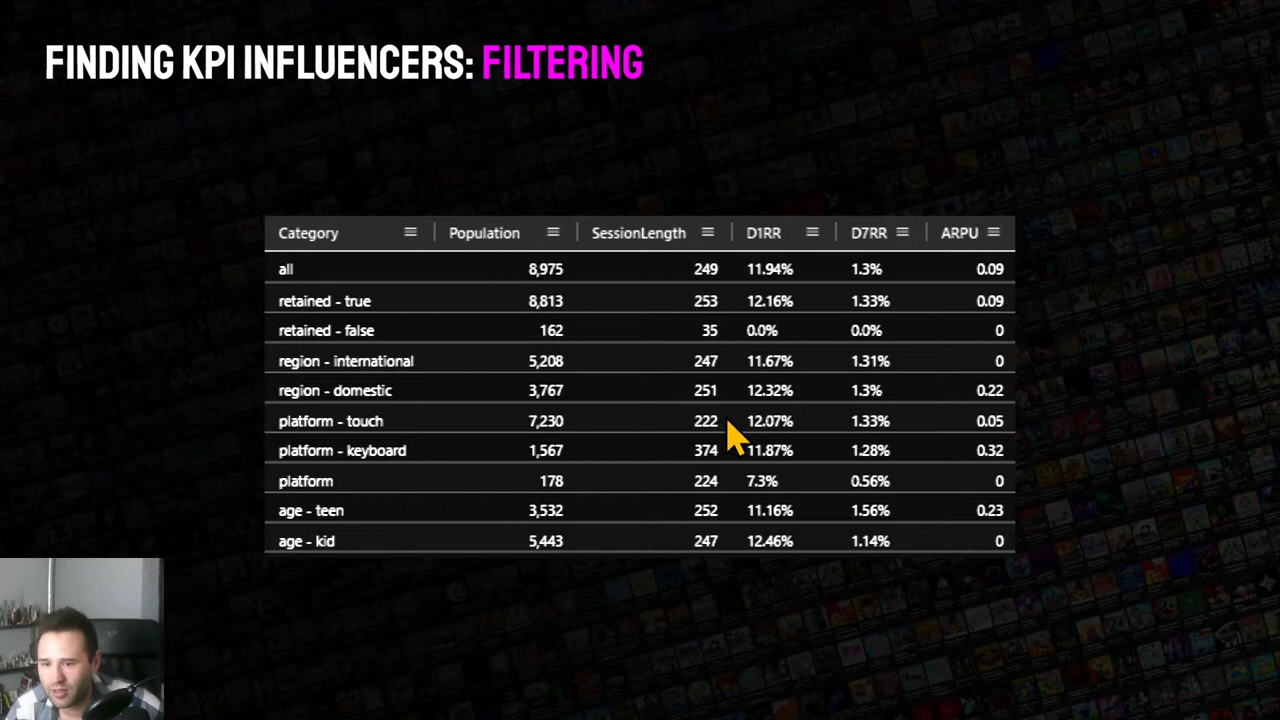 FINDING KPI INFLUENCERS: FILTERING
Category Population SessionLength D1RR D7RR ARPU
all 8,975 249 11.94% 1.3% 0.09
retained - true 8,813 253 12.16% 1.33% 0.09
retained - false 162 35 0.0% 0.0% 0
region - international 5,208 247 11.67% 1.31% 0
region - domestic 3,767 251 12.32% 1.3% 0.22
platform - touch 7,230 222 12.07% 1.33% 0.05
platform - keyboard 1,567 374 11.87% 1.28% 0.32
platform 178 224 7.3% 0.56% 0
age - teen 3,532 252 11.16% 1.56% 0.23
age - kid 5,443 247 12.46% 1.14% 0